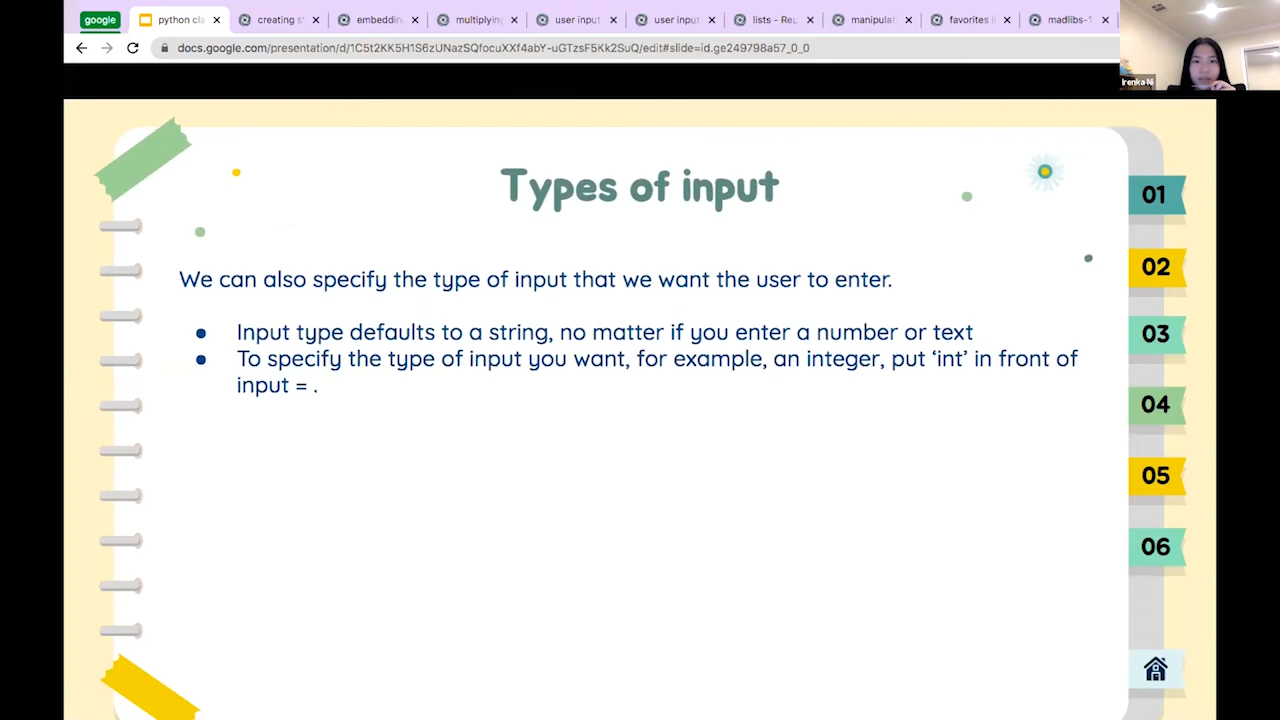 google
python cla
creating s
embeddin
multiplying
user input
user input
lists - Rep
manipulat
favorites i
madlibs-1
docs.google.com/presentation/d/1C5t2KK5H1S6zUNazSQfocuXXf4abY-uGTzsF5Kk2SuQ/edit#slide=id.ge249798a57_0_0
Irenka Ni
Types of input
01
We can also specify the type of input that we want the user to enter.
02
Input type defaults to a string, no matter if you enter a number or text
03
To specify the type of input you want, for example, an integer, put ‘int’ in front of
input = .
04
05
06